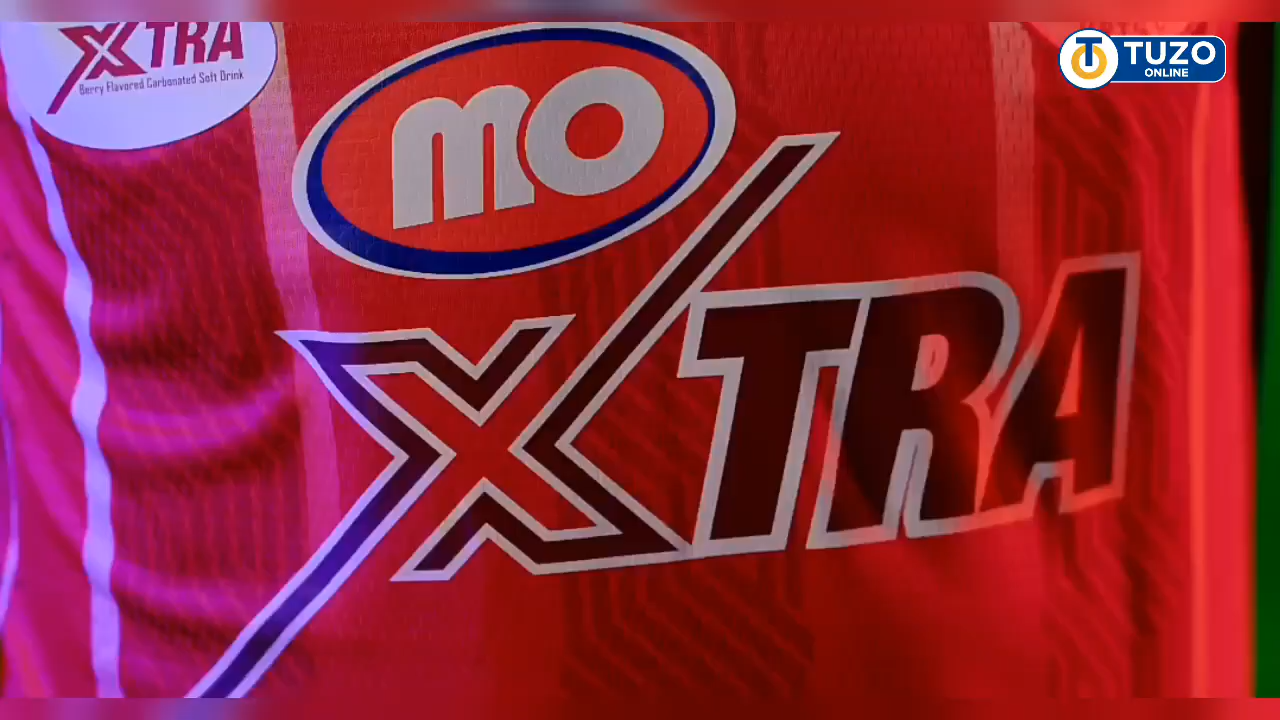 XTRA
Berry Flavored Carbonated Soft Drink
MO
XTRA
TUZO
ONLINE